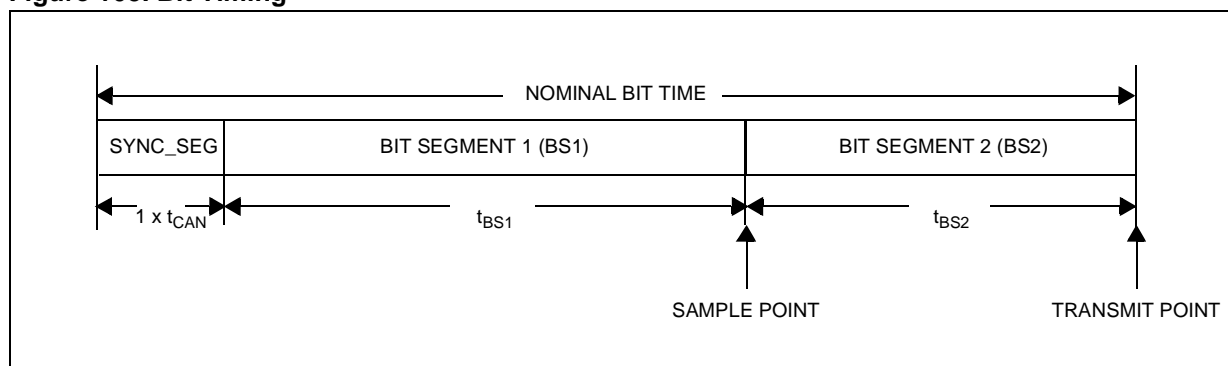 NOMINAL BIT TIME
SYNC_SEG
BIT SEGMENT 1 (BS1)
BIT SEGMENT 2 (BS2)
1 x tCAN
tBS1
tBS2
SAMPLE POINT
TRANSMIT POINT